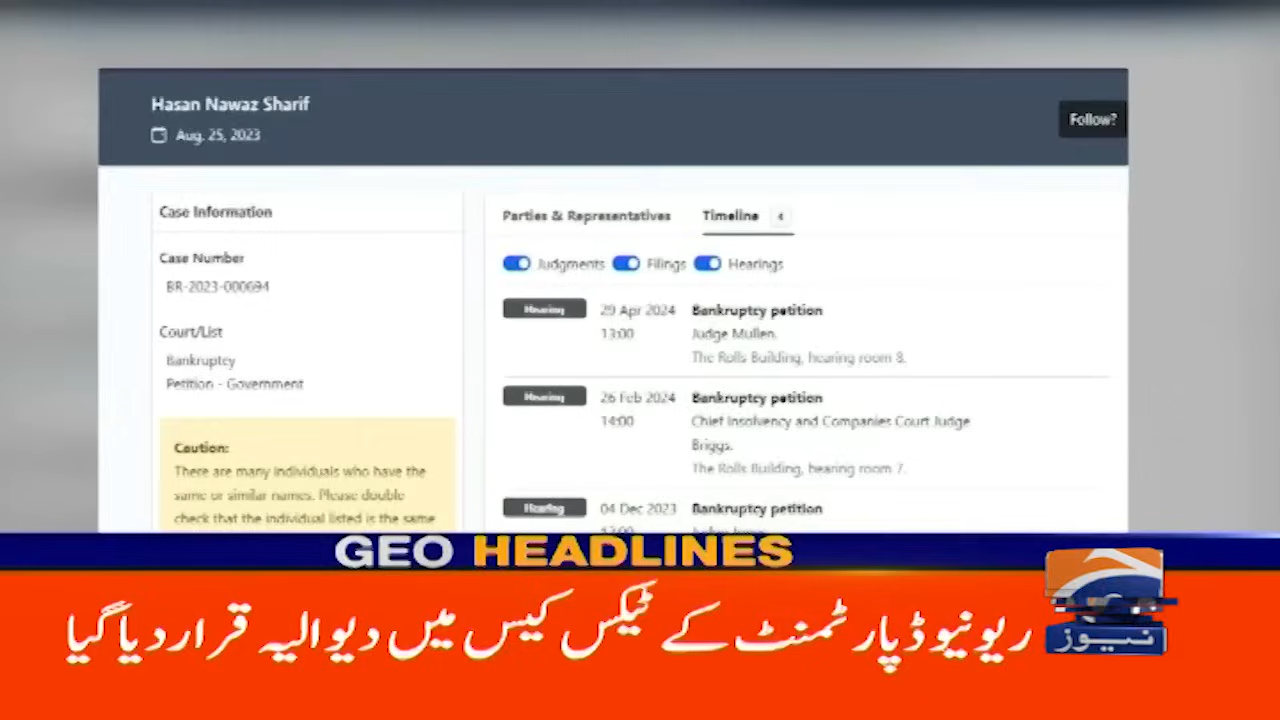 Hasan Nawaz Sharif
Aug. 25, 2023
Follow?
Case Information
Case Number
BR-2023-000694
Court/List
Bankruptcy
Petition - Government
Caution:
There are many individuals who have the
same or similar names. Please double
check that the individual listed is the same
Parties & Representatives Timeline 4
Judgments Filings Hearings
Hearing 29 Apr 2024 Bankruptcy petition
13:00 Judge Mullen.
The Rolls Building, hearing room 8.
Hearing 26 Feb 2024 Bankruptcy petition
14:00 Chief Insolvency and Companies Court Judge
Briggs.
The Rolls Building, hearing room 7.
Hearing 04 Dec 2023 Bankruptcy petition
GEO HEADLINES
ریونیو ڈپارٹمنٹ کے ٹیکس کیس میں دیوالیہ قرار دیا گیا
نیوز